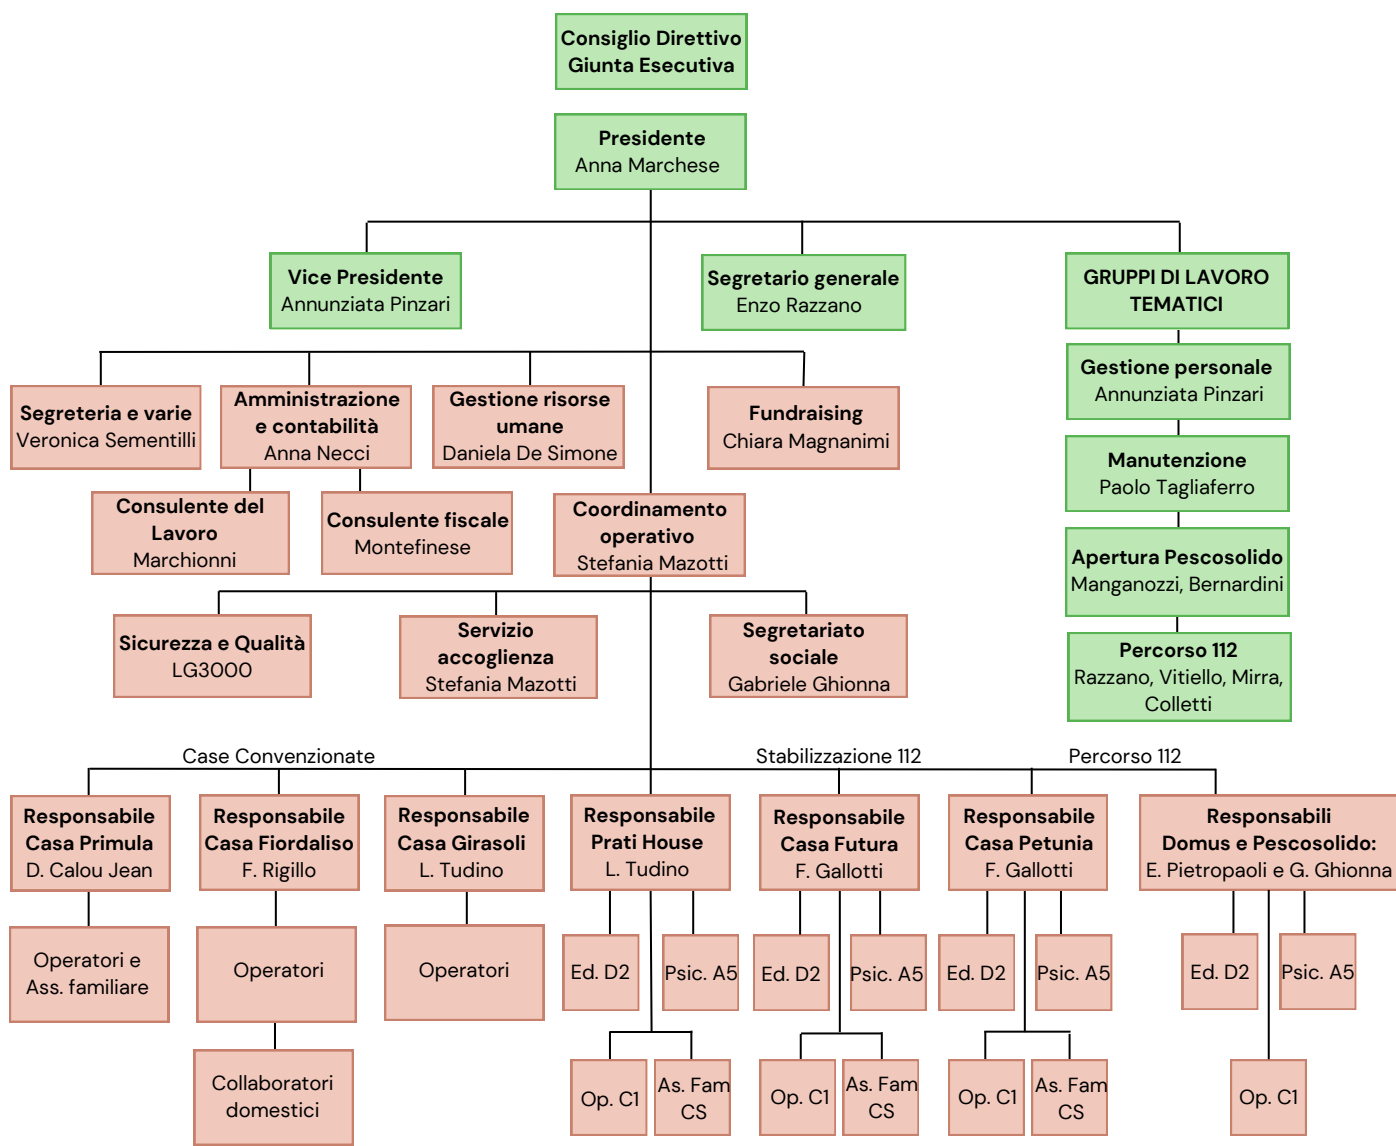 Consiglio Direttivo
Giunta Esecutiva
Presidente
Anna Marchese
Vice Presidente
Annunziata Pinzari
Segretario generale
Enzo Razzano
GRUPPI DI LAVORO
TEMATICI
Gestione personale
Annunziata Pinzari
Manutenzione
Paolo Tagliaferro
Apertura Pescosolido
Manganozzi, Bernardini
Percorso 112
Razzano, Vitiello, Mirra,
Colletti
Segreteria e varie
Veronica Sementilli
Amministrazione
e contabilità
Anna Necci
Gestione risorse
umane
Daniela De Simone
Fundraising
Chiara Magnanimi
Consulente del
Lavoro
Marchionni
Consulente fiscale
Montefinese
Coordinamento
operativo
Stefania Mazotti
Sicurezza e Qualità
LG3000
Servizio
accoglienza
Stefania Mazotti
Segretariato
sociale
Gabriele Ghionna
Case Convenzionate
Stabilizzazione 112
Percorso 112
Responsabile
Casa Primula
D. Calou Jean
Responsabile
Casa Fiordaliso
F. Rigillo
Responsabile
Casa Girasoli
L. Tudino
Responsabile
Prati House
L. Tudino
Responsabile
Casa Futura
F. Gallotti
Responsabile
Casa Petunia
F. Gallotti
Responsabili
Domus e Pescosolido:
E. Pietropaoli e G. Ghionna
Operatori e
Ass. familiare
Operatori
Operatori
Ed. D2
Psic. A5
Ed. D2
Psic. A5
Ed. D2
Psic. A5
Ed. D2
Psic. A5
Collaboratori
domestici
Op. C1
As. Fam
CS
Op. C1
As. Fam
CS
Op. C1
As. Fam
CS
Op. C1